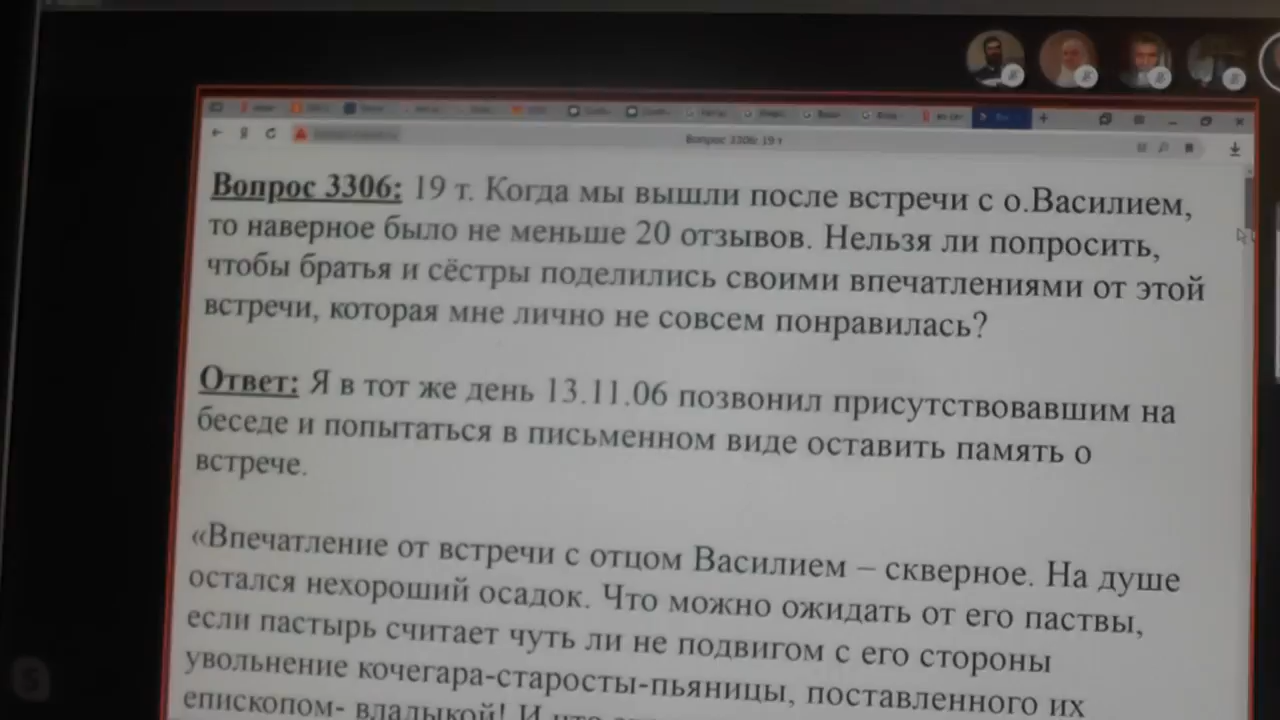 Вопрос 3306: 19 т
Вопрос 3306: 19 т. Когда мы вышли после встречи с о.Василием,
то наверное было не меньше 20 отзывов. Нельзя ли попросить,
чтобы братья и сёстры поделились своими впечатлениями от этой
встречи, которая мне лично не совсем понравилась?
Ответ: Я в тот же день 13.11.06 позвонил присутствовавшим на
беседе и попытаться в письменном виде оставить память о
встрече.
«Впечатление от встречи с отцом Василием – скверное. На душе
остался нехороший осадок. Что можно ожидать от его паствы,
если пастырь считает чуть ли не подвигом с его стороны
увольнение кочегара-старосты-пьяницы, поставленного их
епископом- владыкой! И